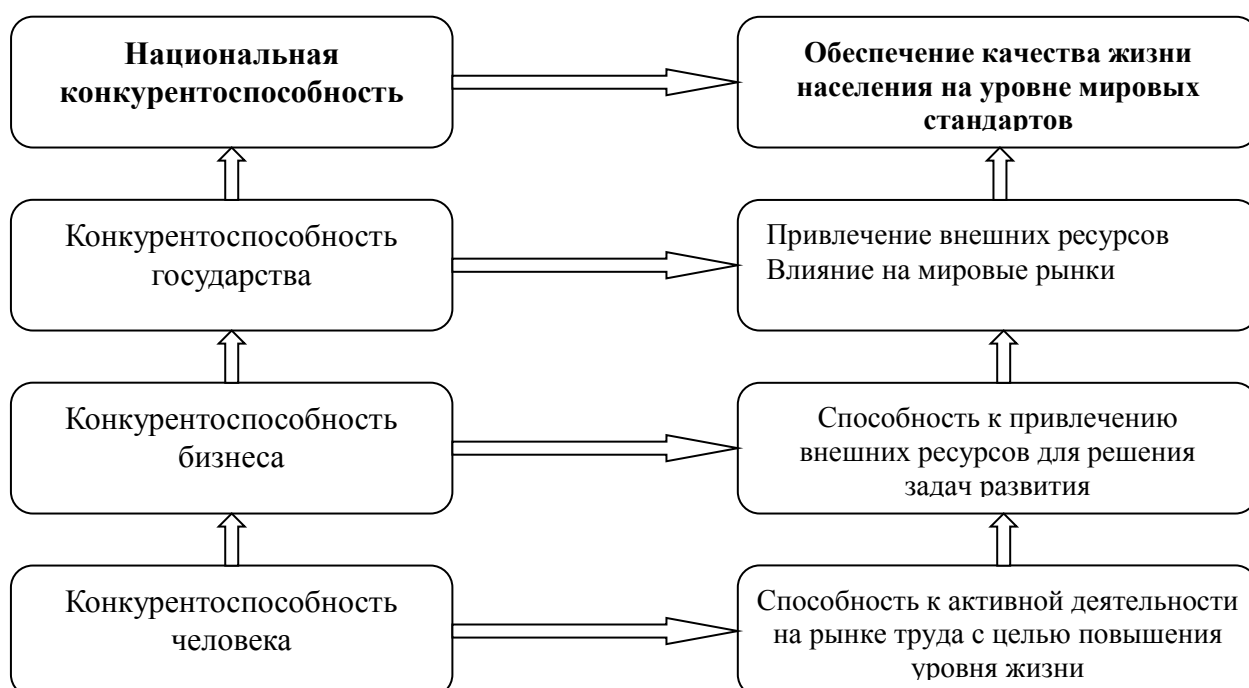 Национальная
конкурентоспособность
Обеспечение качества жизни
населения на уровне мировых
стандартов
Конкурентоспособность
государства
Привлечение внешних ресурсов
Влияние на мировые рынки
Конкурентоспособность
бизнеса
Способность к привлечению
внешних ресурсов для решения
задач развития
Конкурентоспособность
человека
Способность к активной деятельности
на рынке труда с целью повышения
уровня жизни